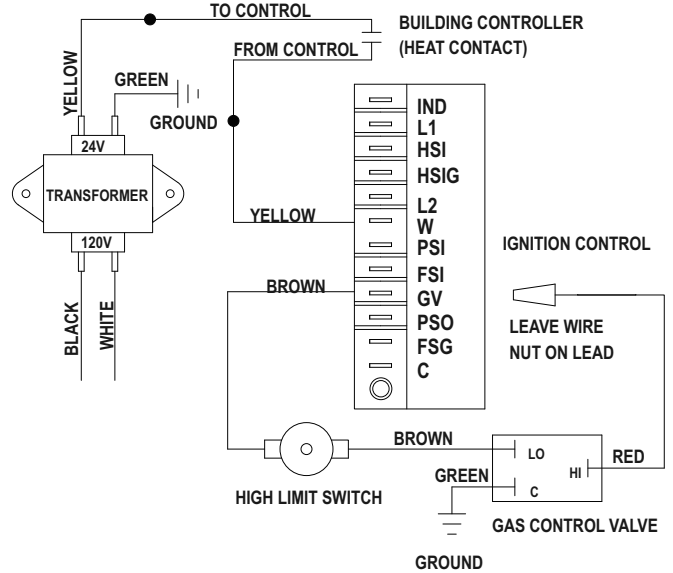 TO CONTROL
BUILDING CONTROLLER
(HEAT CONTACT)
FROM CONTROL
YELLOW
GREEN
GROUND
24V
TRANSFORMER
120V
BLACK
WHITE
YELLOW
BROWN
IND
L1
HSI
HSIG
L2
W
PSI
FSI
GV
PSO
FSG
C
IGNITION CONTROL
LEAVE WIRE
NUT ON LEAD
BROWN
HIGH LIMIT SWITCH
LO
HI
RED
GREEN
C
GAS CONTROL VALVE
GROUND